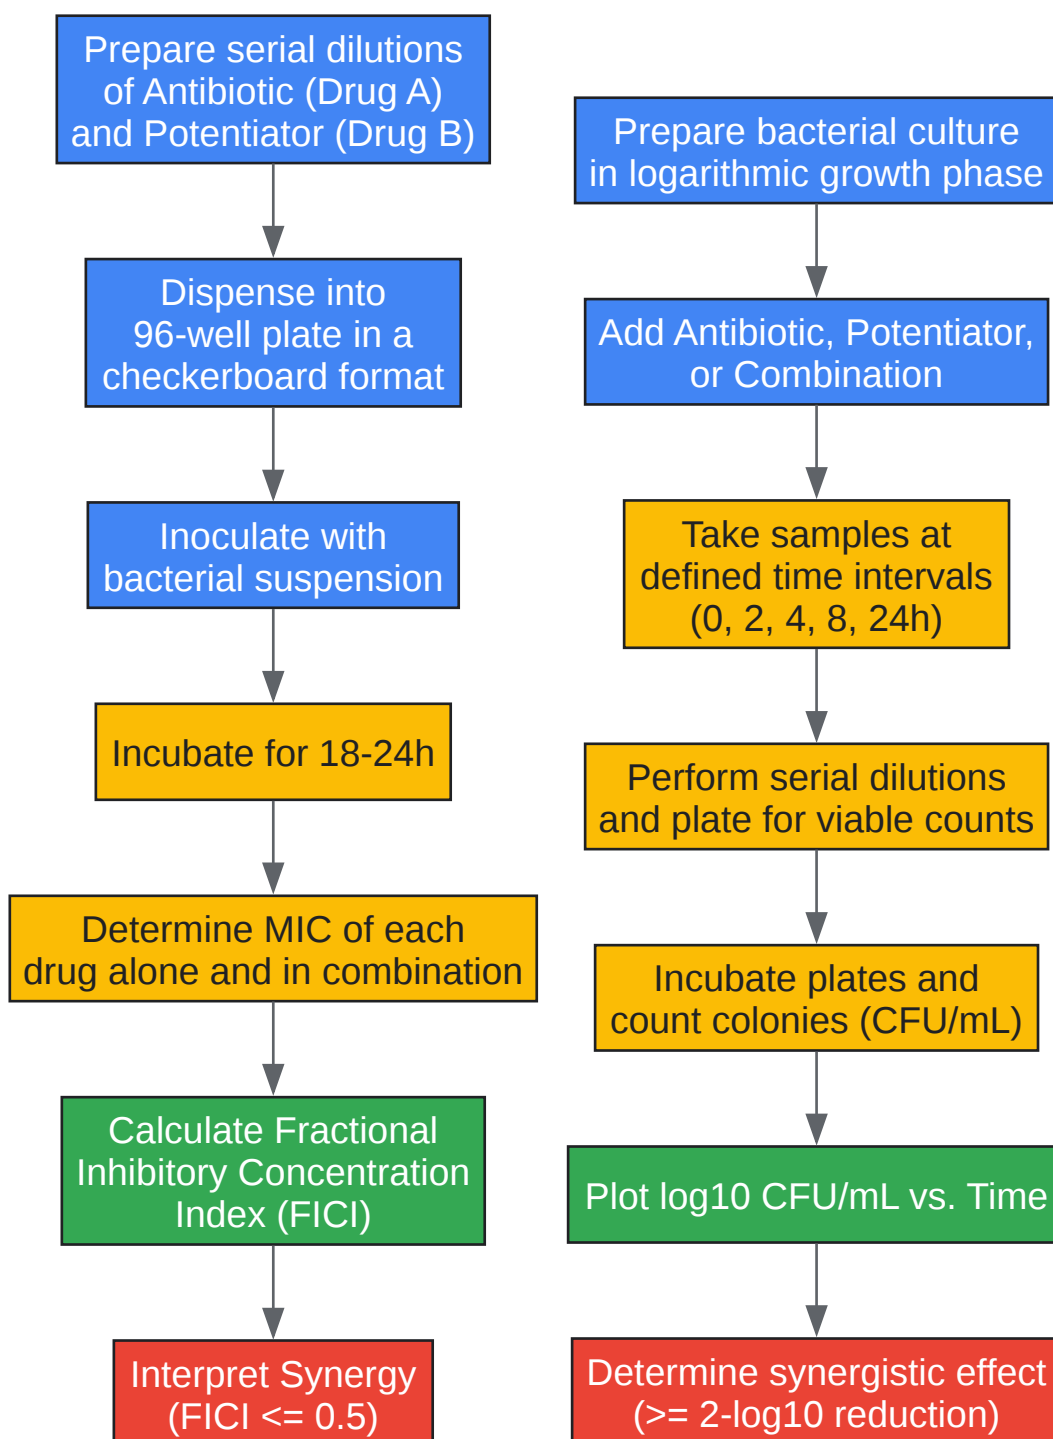 Prepare serial dilutions
of Antibiotic (Drug A)
and Potentiator (Drug B)
Dispense into
96-well plate in a
checkerboard format
Inoculate with
bacterial suspension
Incubate for 18-24h
Determine MIC of each
drug alone and in combination
Calculate Fractional
Inhibitory Concentration
Index (FICI)
Interpret Synergy
(FICI <= 0.5)
Prepare bacterial culture
in logarithmic growth phase
Add Antibiotic, Potentiator,
or Combination
Take samples at
defined time intervals
(0, 2, 4, 8, 24h)
Perform serial dilutions
and plate for viable counts
Incubate plates and
count colonies (CFU/mL)
Plot log10 CFU/mL vs. Time
Determine synergistic effect
(>= 2-log10 reduction)